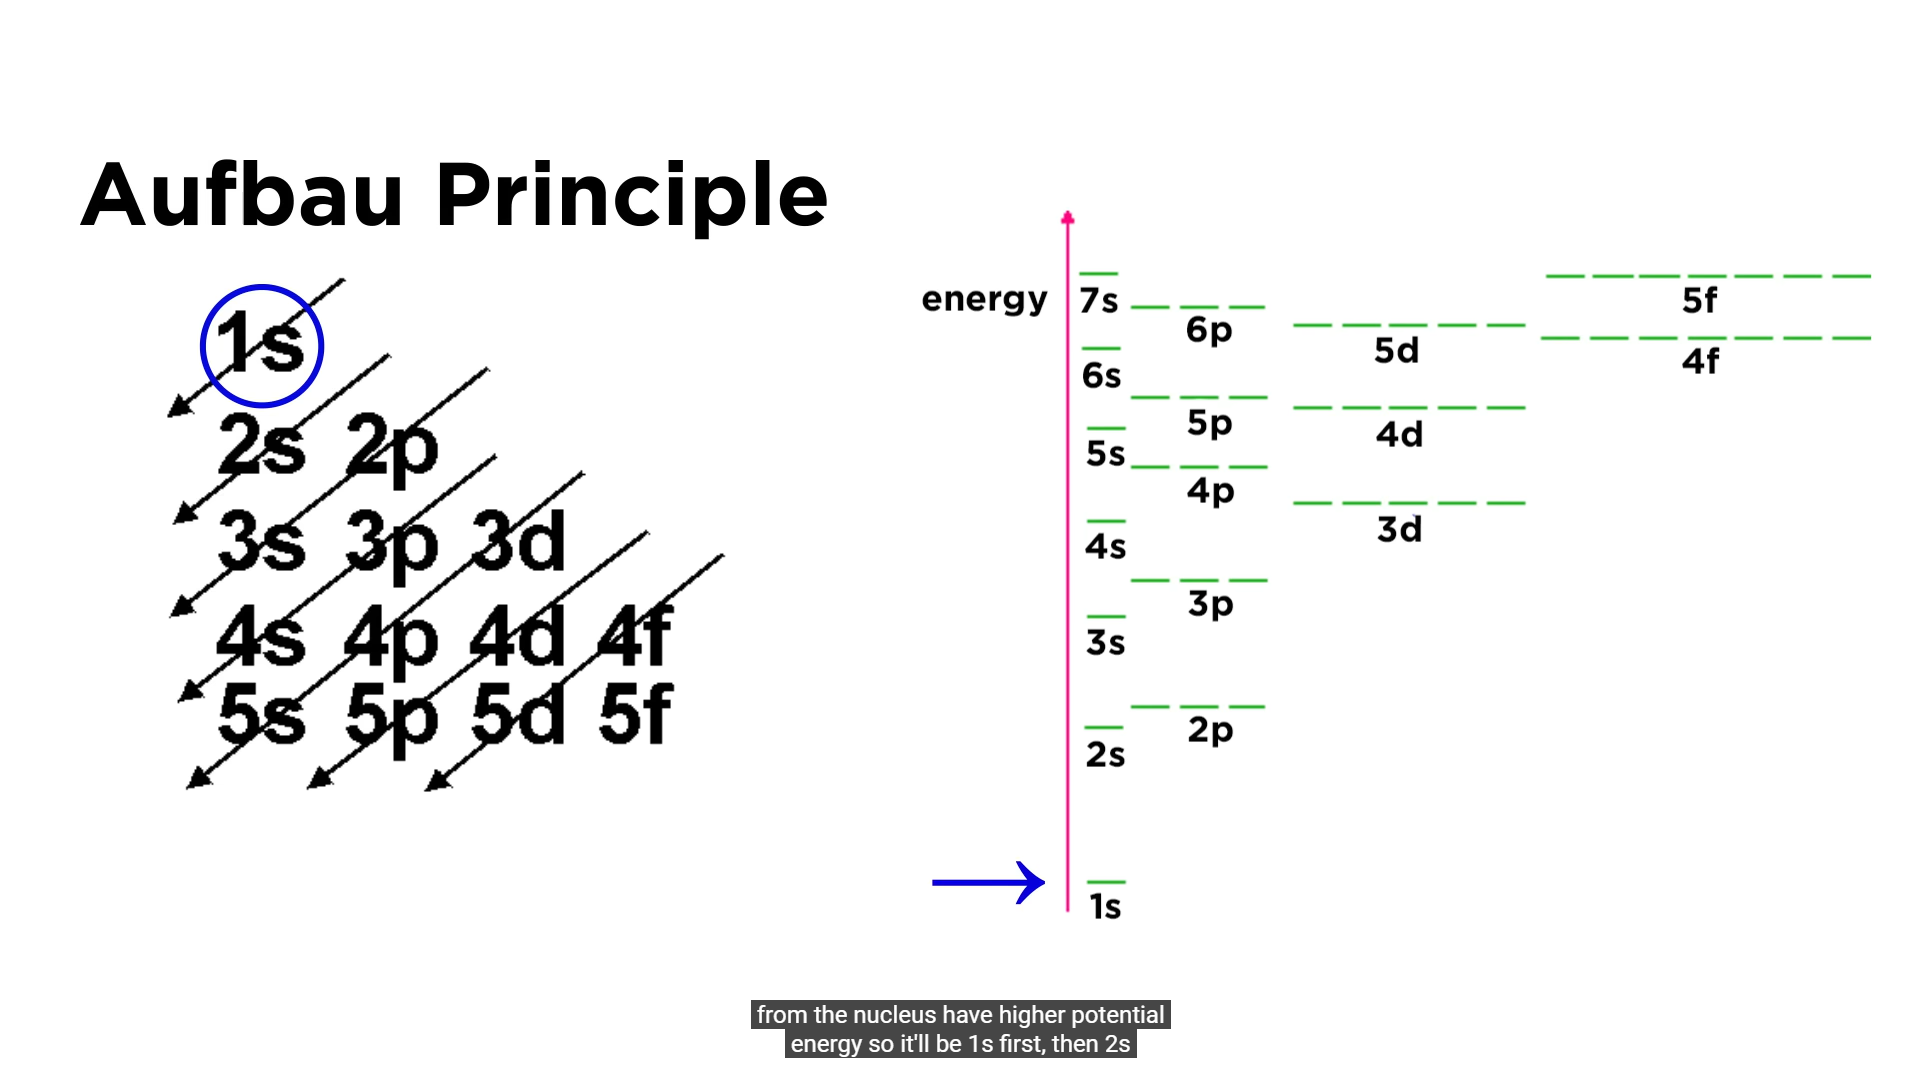 Aufbau Principle
1s
2s 2p
3s 3p 3d
4s 4p 4d 4f
5s 5p 5d 5f
energy
7s
6p
5d
5f
4f
6s
5p
4d
5s
4p
3d
4s
3p
3s
2p
2s
1s
from the nucleus have higher potential
energy so it'll be 1s first, then 2s